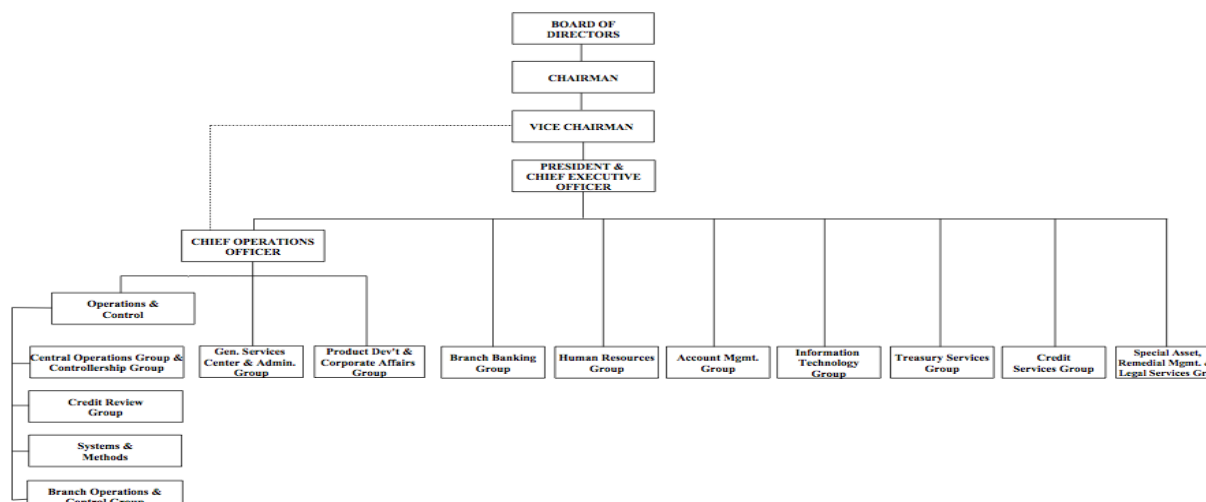 BOARD OF
DIRECTORS
CHAIRMAN
VICE CHAIRMAN
PRESIDENT &
CHIEF EXECUTIVE
OFFICER
CHIEF OPERATIONS
OFFICER
Operations &
Control
Central Operations Group &
Controllership Group
Gen. Services
Center & Admin.
Group
Product Dev't &
Corporate Affairs
Group
Branch Banking
Group
Human Resources
Group
Account Mgmt.
Group
Information
Technology
Group
Treasury Services
Group
Credit
Services Group
Special Asset,
Remedial Mgmt.
Legal Services
Credit Review
Group
Systems &
Methods
Branch Operations &
Control Group